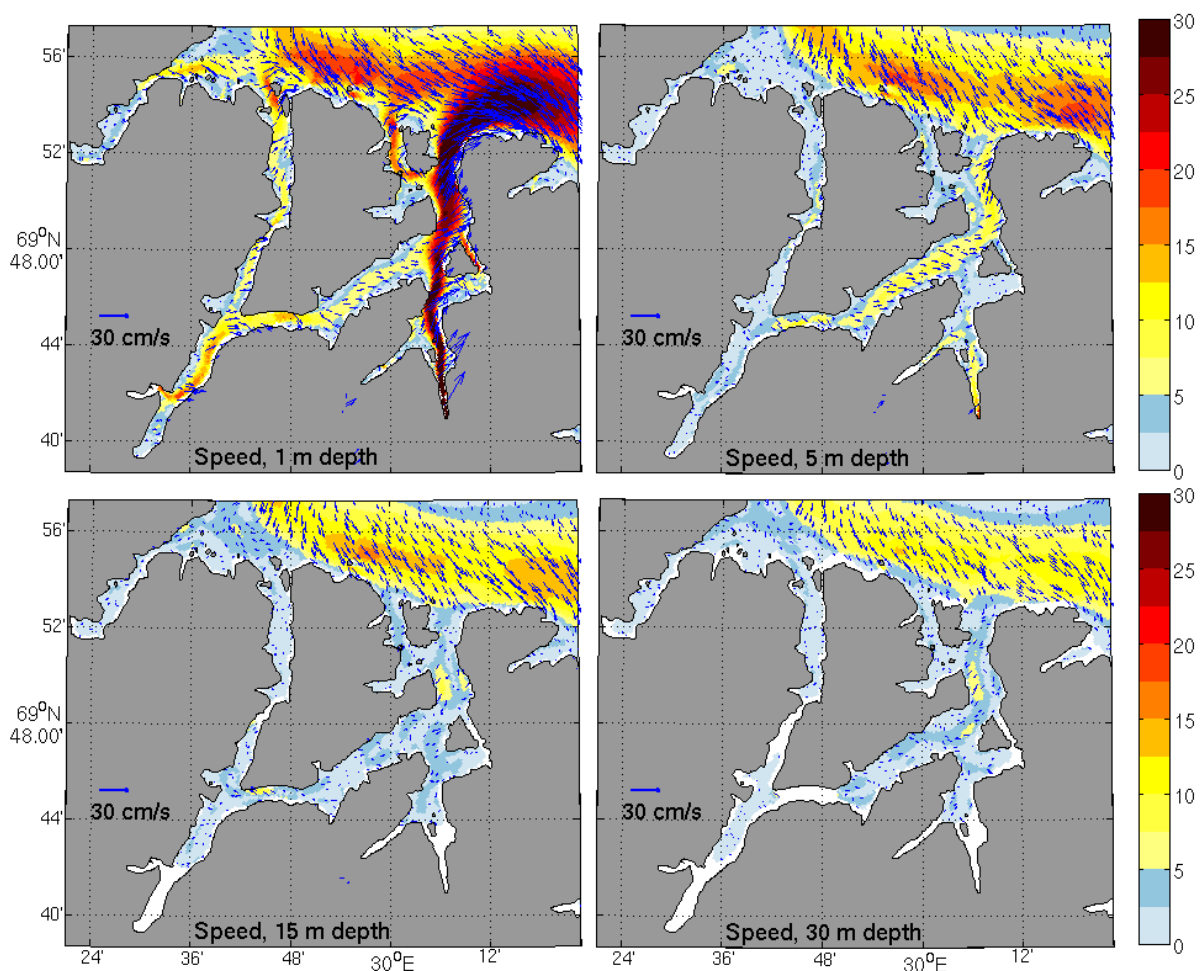 30
56'
25
52'
20
69°N
48.00'
15
10
44'
30 cm/s
30 cm/s
5
40'
Speed, 1 m depth
Speed, 5 m depth
0
30
56'
25
52'
20
69°N
48.00'
15
10
44'
30 cm/s
30 cm/s
5
40'
Speed, 15 m depth
Speed, 30 m depth
0
24'
36'
48'
30°E
12'
24'
36'
48'
30°E
12'